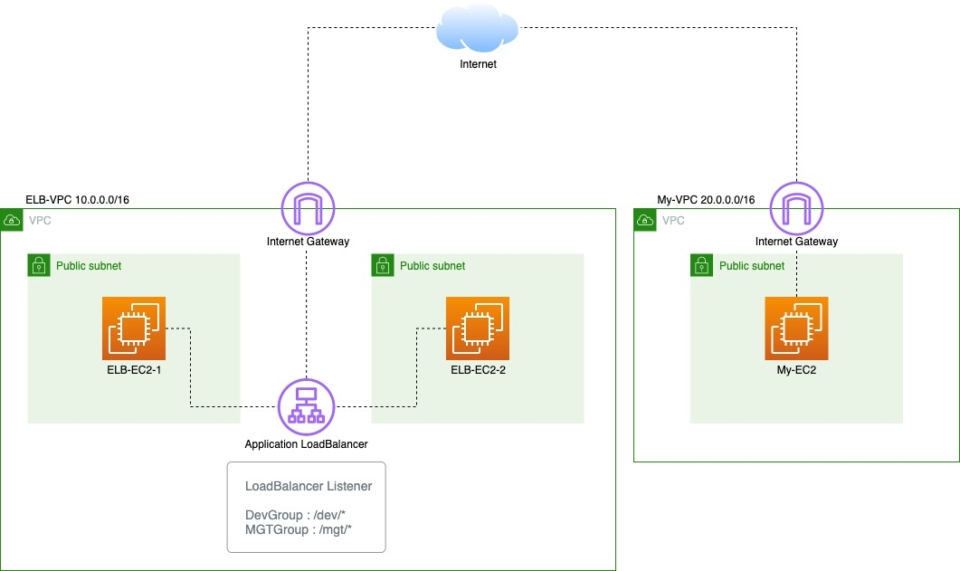 Internet
ELB-VPC 10.0.0.0/16
VPC
Internet Gateway
Public subnet
Public subnet
ELB-EC2-1
ELB-EC2-2
Application LoadBalancer
LoadBalancer Listener
DevGroup : /dev/*
MGTGroup : /mgt/*
My-VPC 20.0.0.0/16
VPC
Internet Gateway
Public subnet
My-EC2